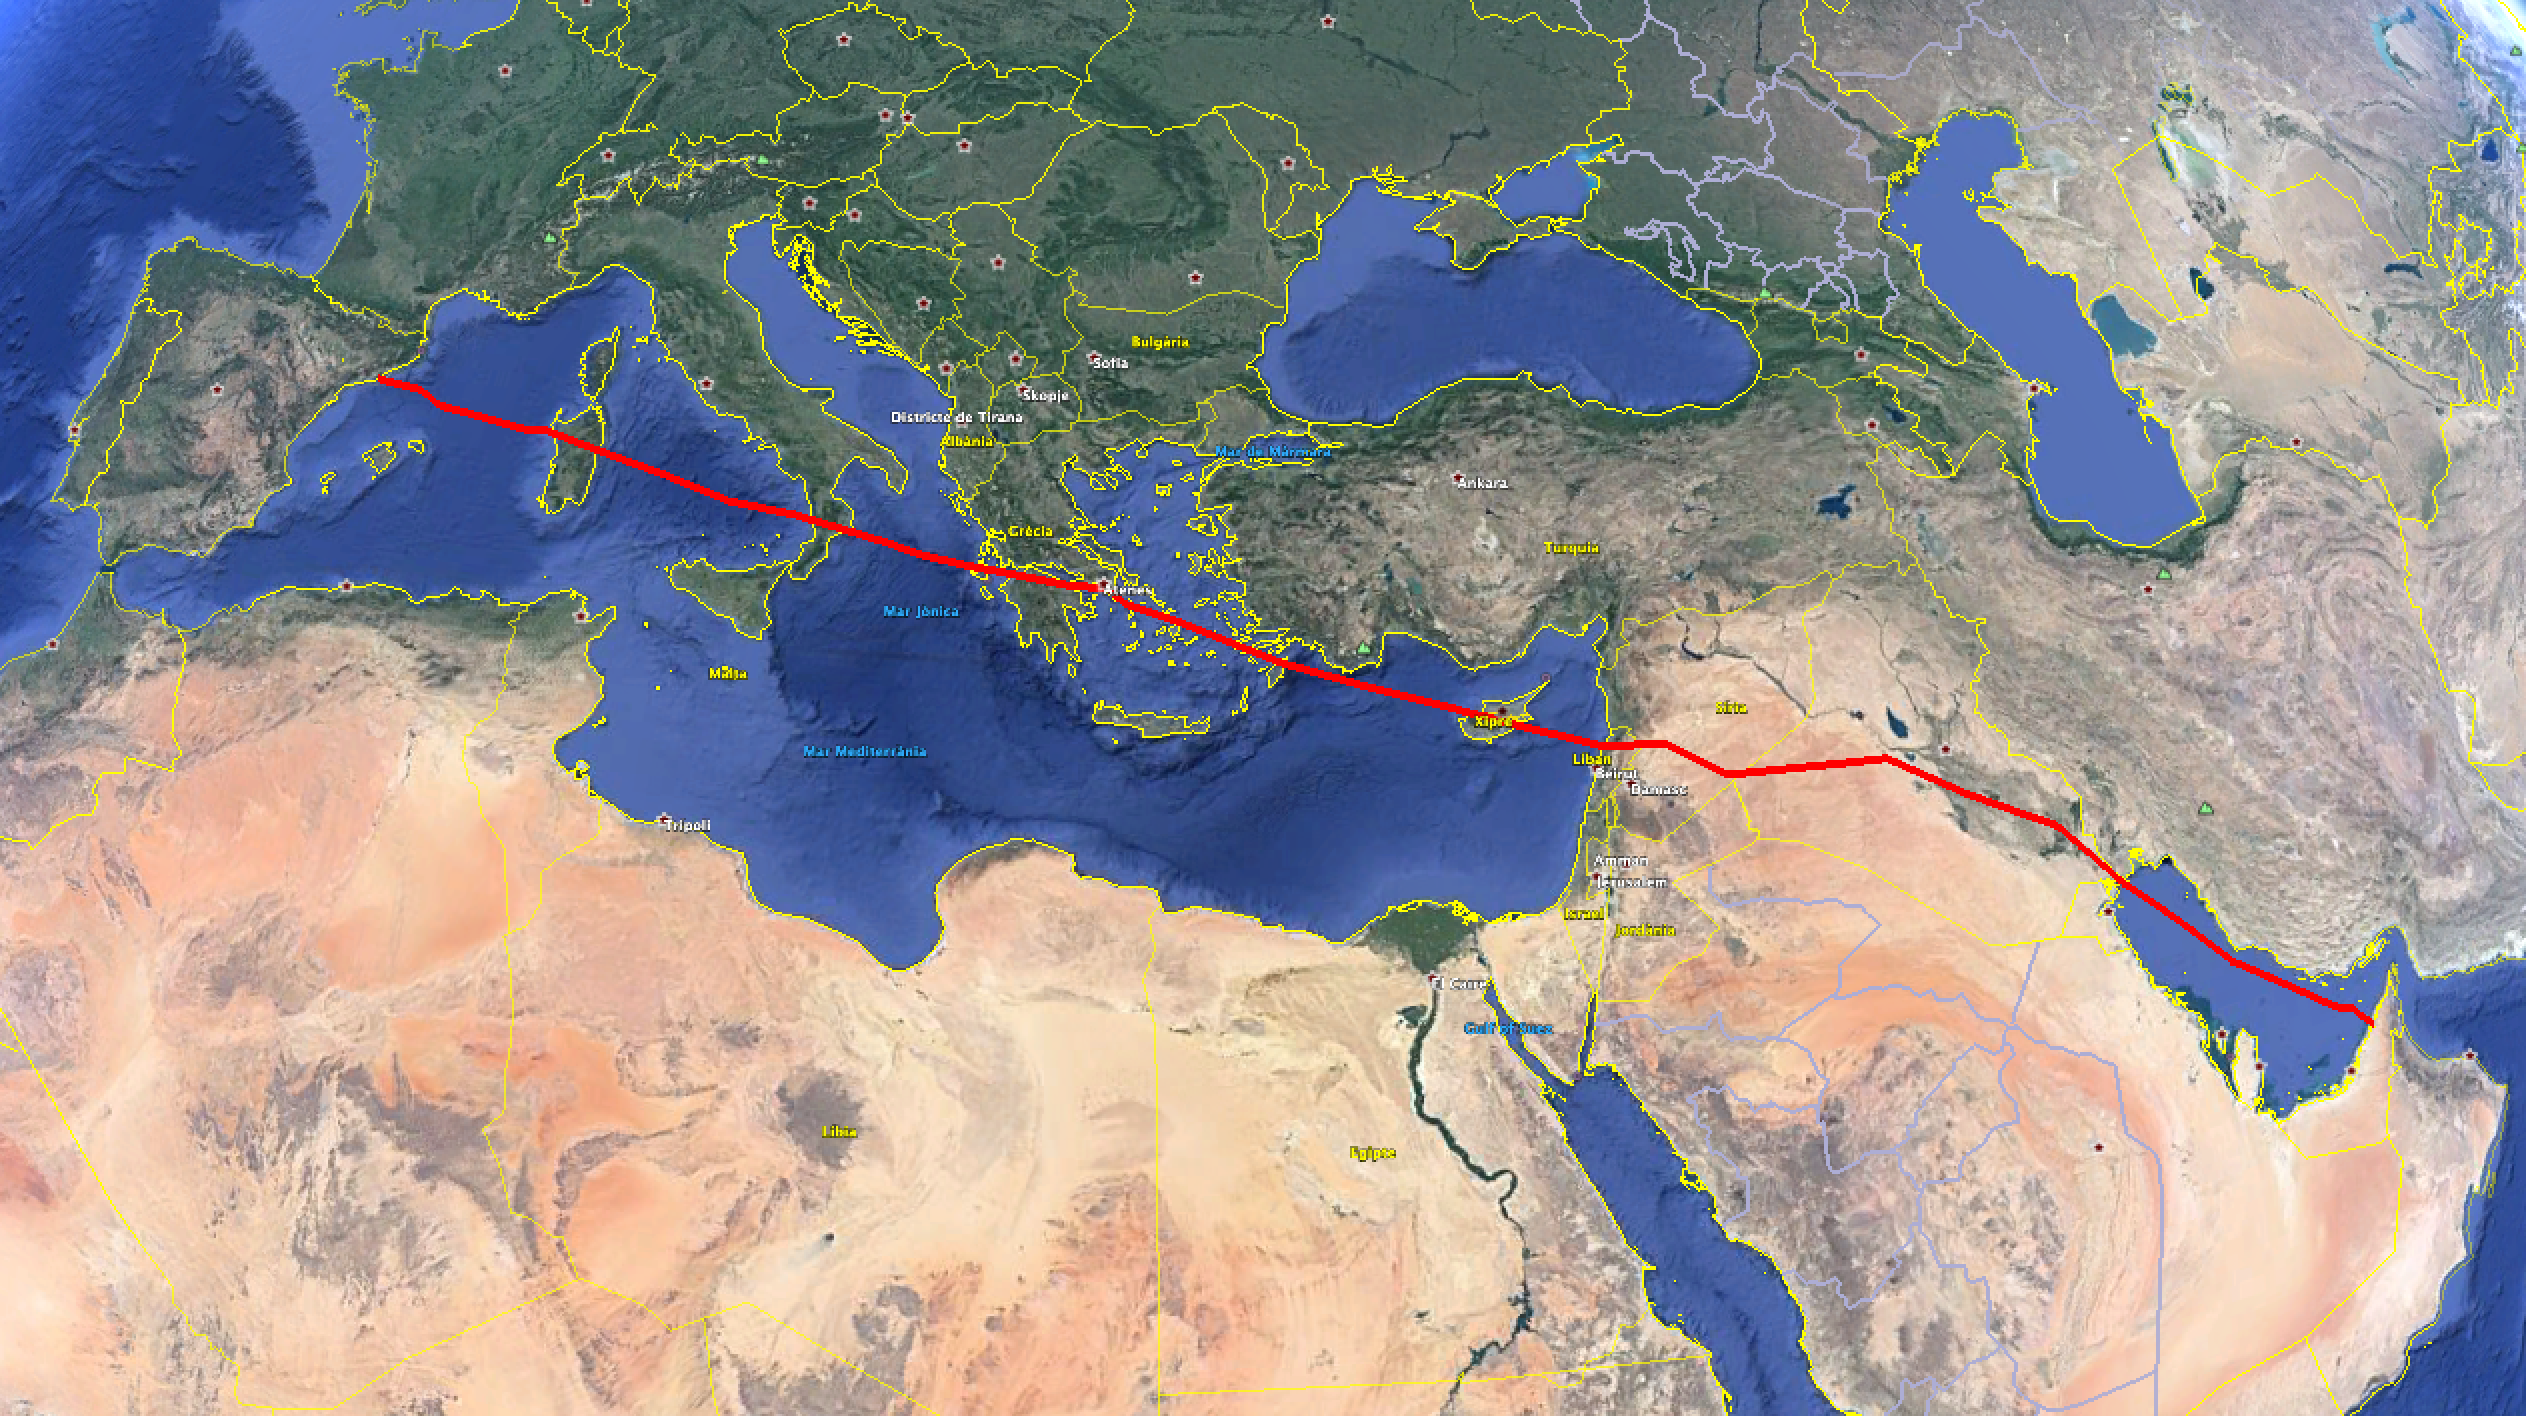 Bulgària
Sofia
Skopje
Districte de Tirana
Albània
Mar de Màrmara
Ankara
Grècia
Turquia
Atenes
Mar Jònica
Malta
Síria
Xipre
Mar Mediterrània
Líban
Beirut
Damasc
Trípoli
Amman
Jerusalem
Israel
Jordània
El Caire
Gulf of Suez
Líbia
Egipte